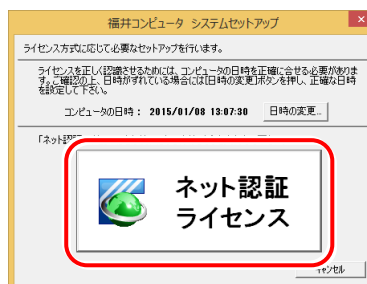 福井コンピュータ システムセットアップ
ライセンス方式に応じて必要なセットアップを行います。
ライセンスを正しく認識させるためには、コンピュータの日時を正確に合せる必要がありま
す。ご確認の上、日時がずれている場合には[日時の変更]ボタンを押し、正確な日時
を設定して下さい。
コンピュータの日時： 2015/01/08 13:07:30 日時の変更...
「ネット認証
ネット認証
ライセンス
キャンセル